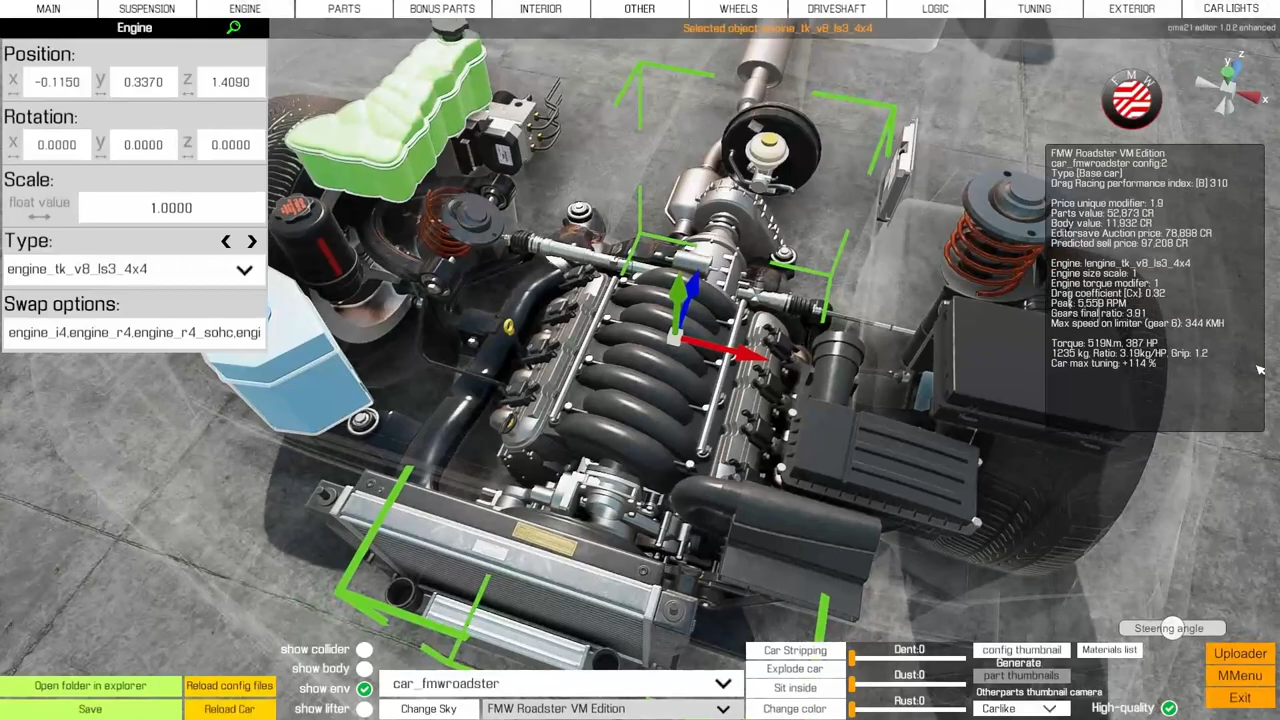 MAIN SUSPENSION ENGINE PARTS BONUS PARTS INTERIOR OTHER WHEELS DRIVESHAFT LOGIC TUNING EXTERIOR CAR LIGHTS
Engine
Selected object: engine_tk_v8_ls3_4x4
cms21 editor 1.0.2 enhanced
Position:
x -0.1150 y 0.3370 z 1.4090
Rotation:
x 0.0000 y 0.0000 z 0.0000
Scale:
float value 1.0000
Type:
engine_tk_v8_ls3_4x4
Swap options:
engine_i4,engine_r4,engine_r4_sohc,engi
y z x
F M W
FMW Roadster VM Edition
car_fmwroadster config:2
Type [Base car]
Drag Racing performance index: [B] 310
Price unique modifier: 1.9
Parts value: 52,873 CR
Body value: 11,932 CR
Editorsave Auction price: 78,898 CR
Predicted sell price: 97,208 CR
Engine: !engine_tk_v8_ls3_4x4
Engine size scale: 1
Engine torque modifer: 1
Drag coefficient [Cx]: 0.32
Peak: 5,559 RPM
Gears final ratio: 3.91
Max speed on limiter (gear 6): 344 KMH
Torque: 519N.m, 387 HP
1235 kg, Ratio: 3.19kg/HP, Grip: 1.2
Car max tuning: +114 %
Steering angle
show collider
show body
show env
show lifter
car_fmwroadster
Change Sky
FMW Roadster VM Edition
Car Stripping
Explode car
Sit inside
Change color
Dent:0
Dust:0
Rust:0
config thumbnail
Materials list
Generate
part thumbnails
Otherparts thumbnail camera
Carlike
High-quality
Uploader
MMenu
Exit
Open folder in explorer
Reload config files
Save
Reload Car